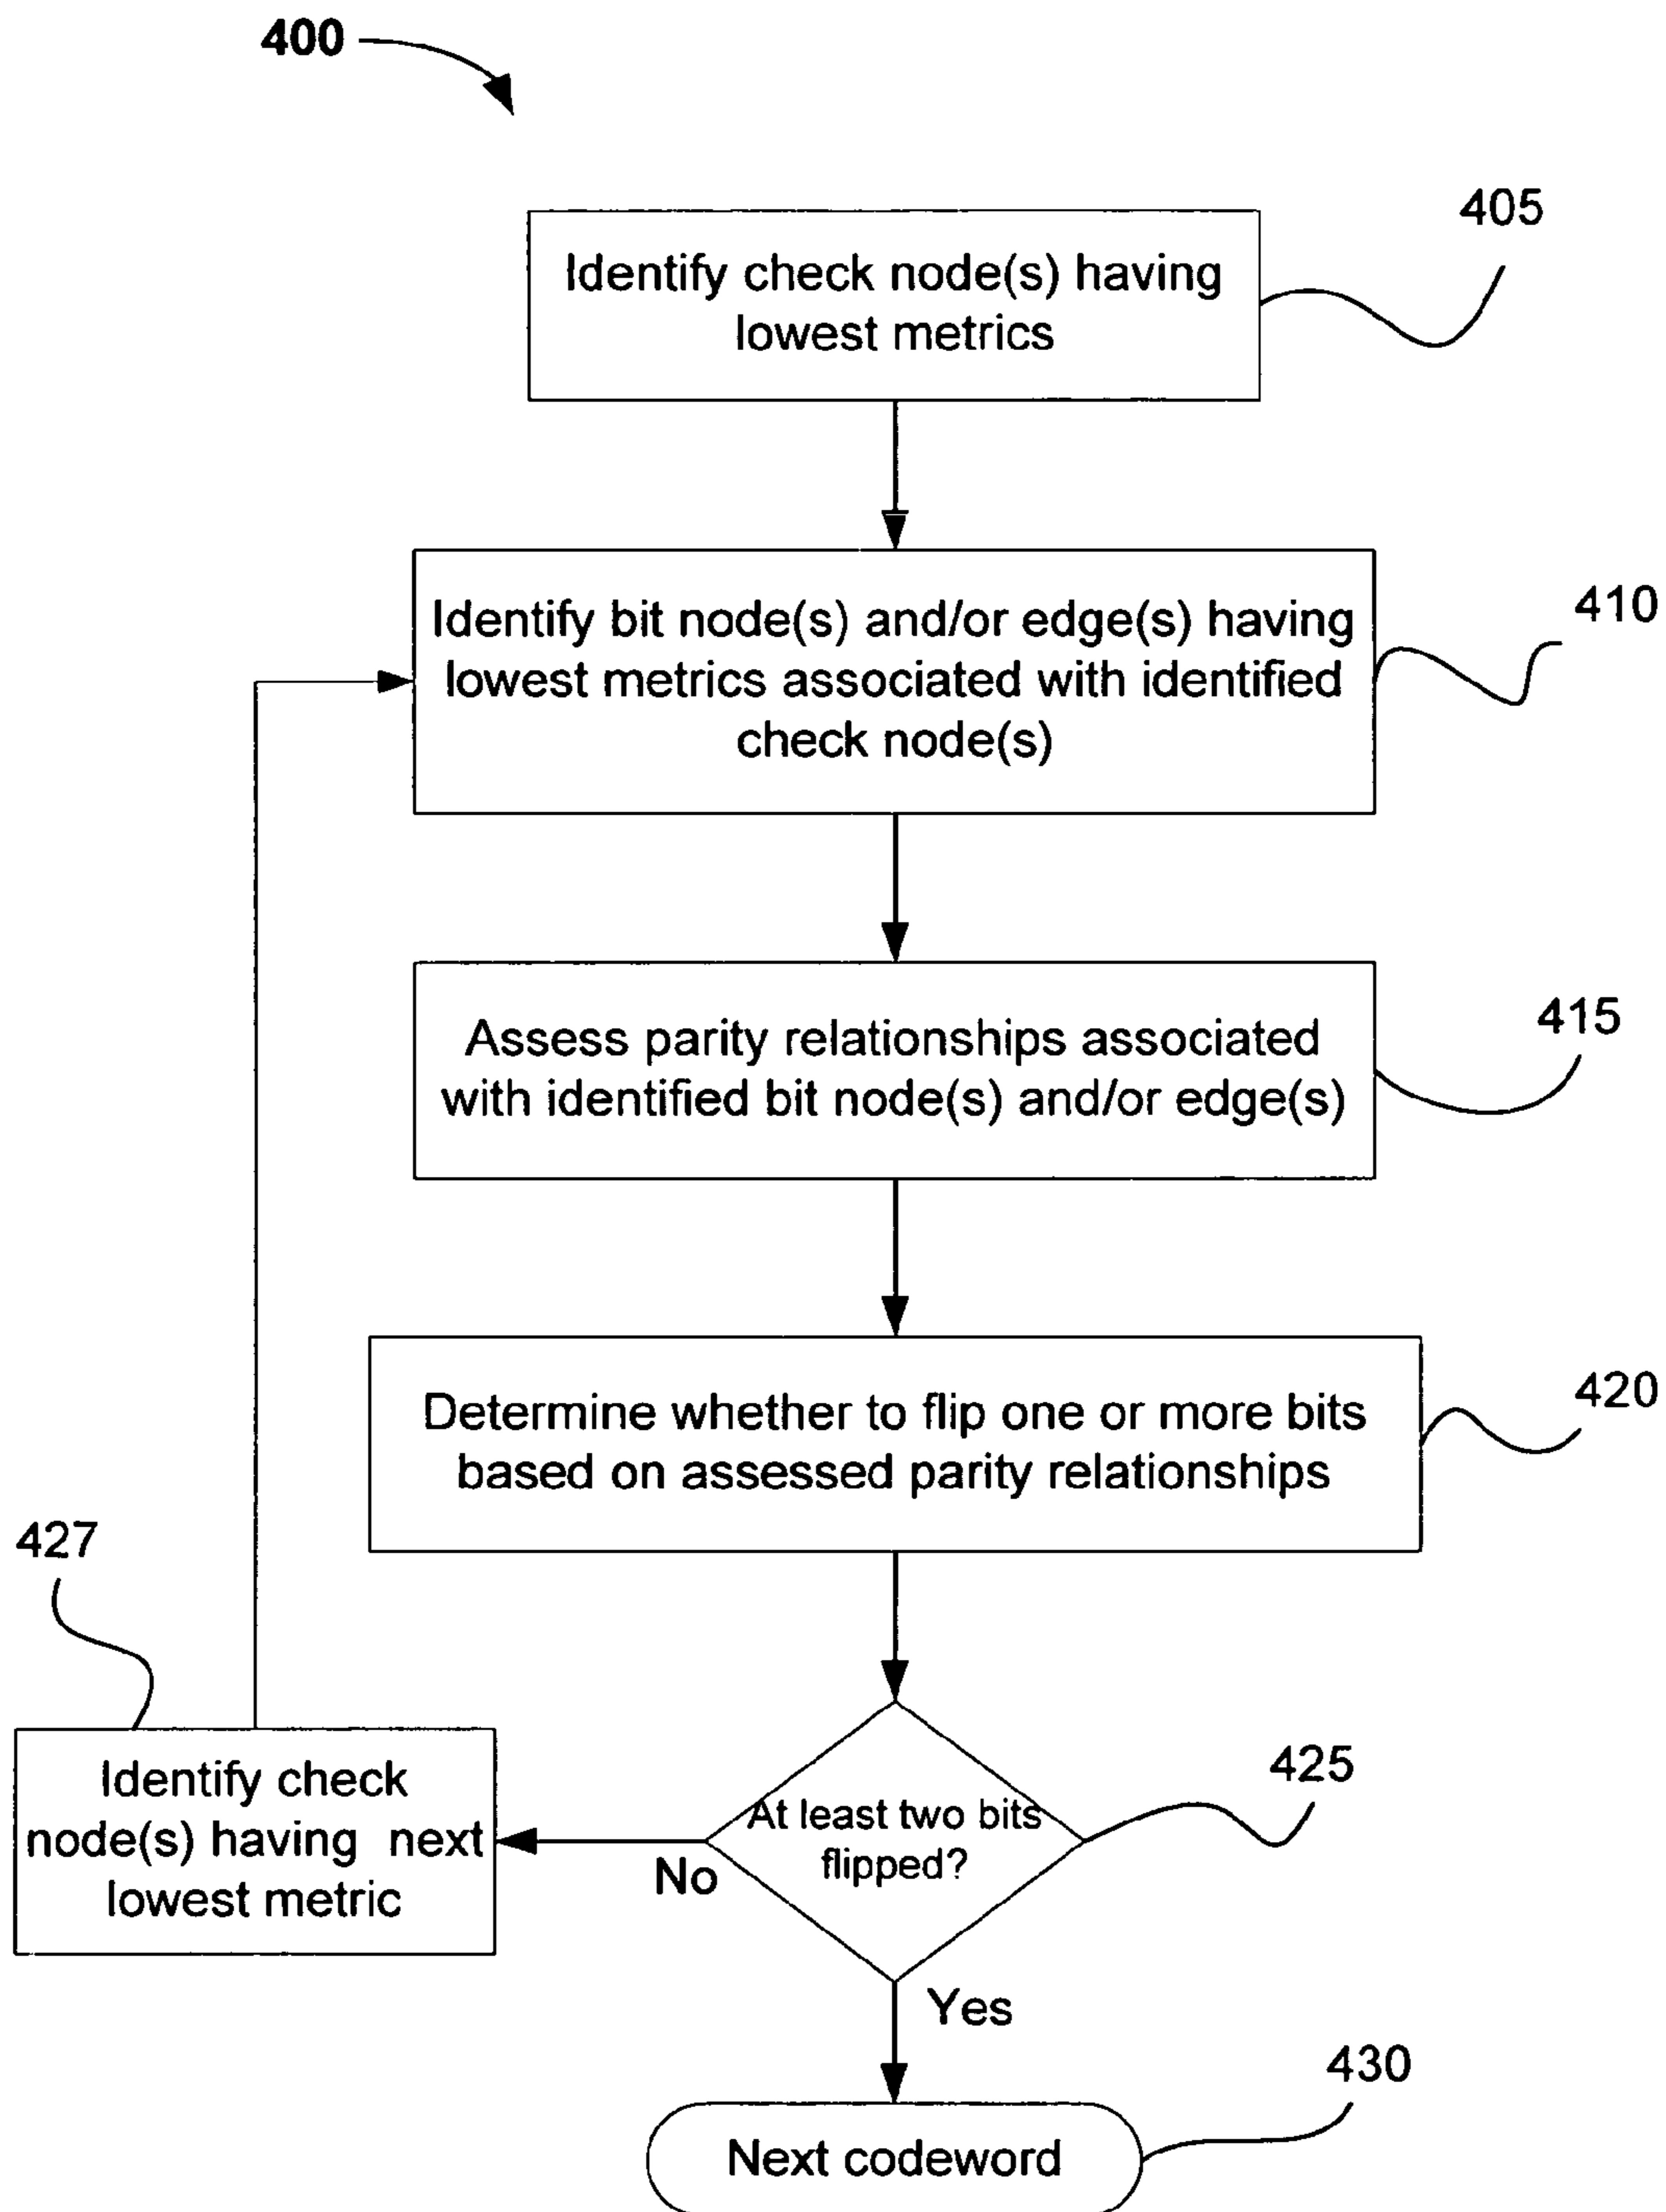 400
405
Identify check node(s) having
lowest metrics
410
Identify bit node(s) and/or edge(s) having
lowest metrics associated with identified
check node(s)
415
Assess parity relationships associated
with identified bit node(s) and/or edge(s)
420
Determine whether to flip one or more bits
based on assessed parity relationships
427
Identify check
node(s) having next
lowest metric
425
At least two bits
flipped?
No
Yes
430
Next codeword